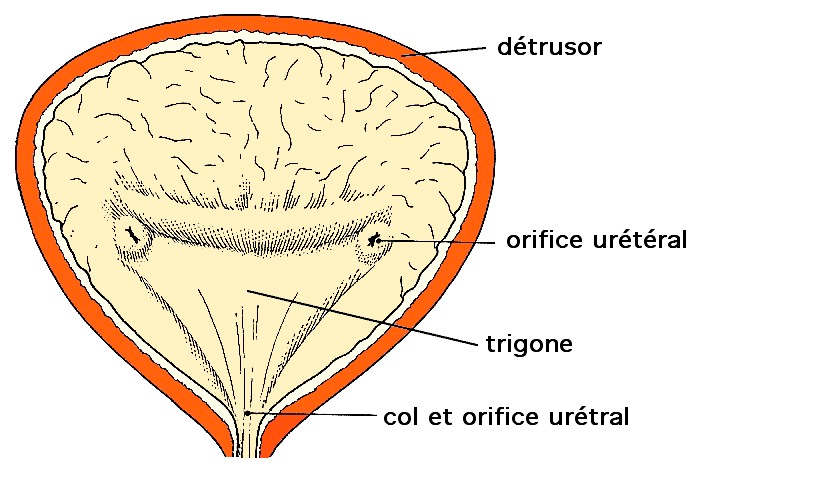 détrusor
orifice urétéral
trigone
col et orifice urétral